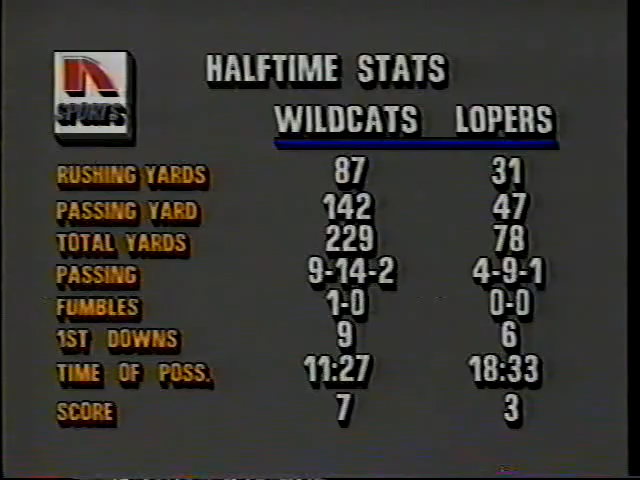 SPORTS
HALFTIME STATS
WILDCATS LOPERS
RUSHING YARDS 87 31
PASSING YARD 142 47
TOTAL YARDS 229 78
PASSING 9-14-2 4-9-1
FUMBLES 1-0 0-0
1ST DOWNS 9 6
TIME OF POSS. 11:27 18:33
SCORE 7 3